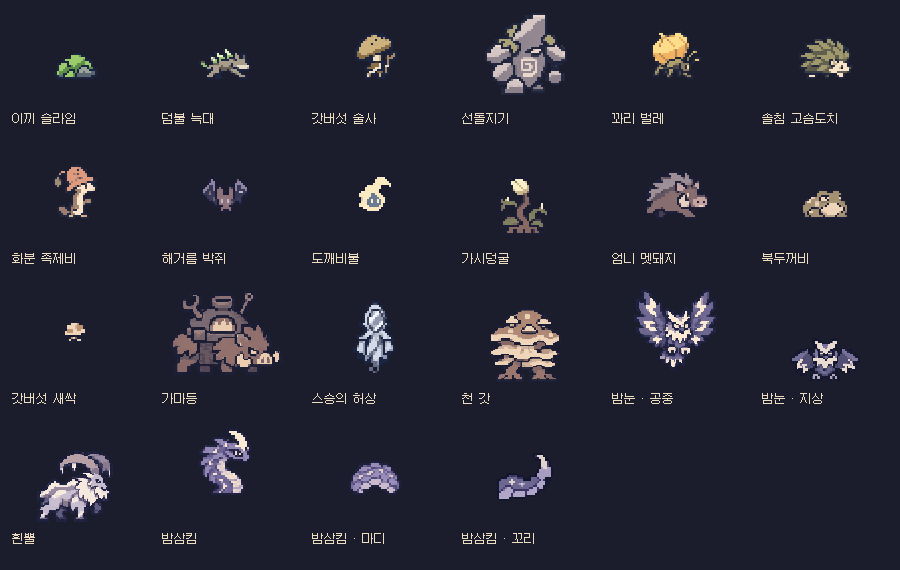 이끼 슬라임
덤불 늑대
갓버섯 술사
선돌지기
꽈리 벌레
솔침 고슴도치
화분 족제비
해거름 박쥐
도깨비불
가시덩굴
엄니 멧돼지
북두꺼비
갓버섯 새싹
가마등
스승의 허상
천 갓
밤눈 · 공중
밤눈 · 지상
흰뿔
밤삼킴
밤삼킴 · 마디
밤삼킴 · 꼬리